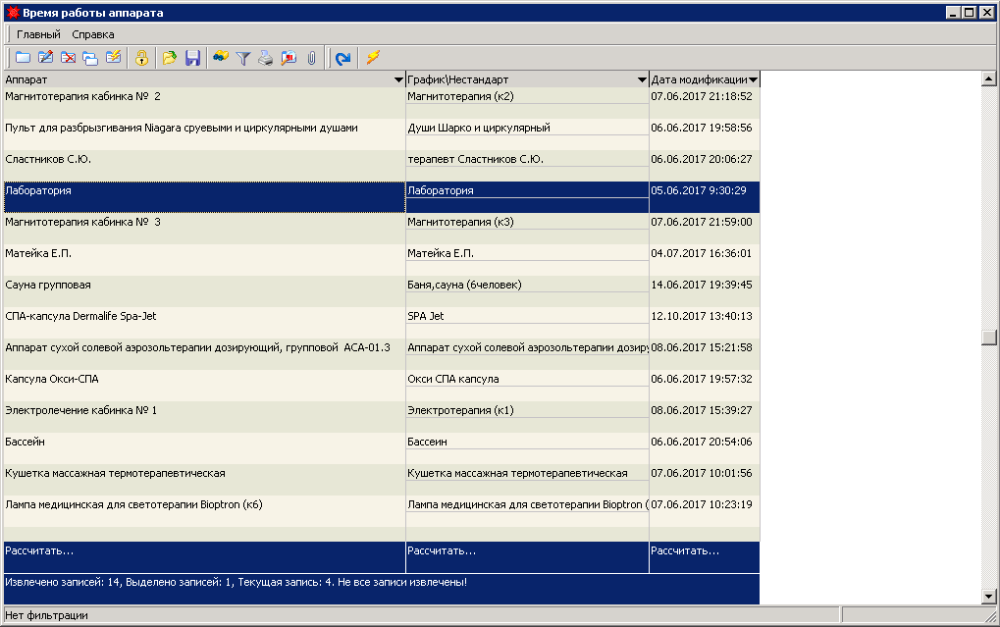 Время работы аппарата
Главный Справка
Аппарат График\Нестандарт Дата модификации
Магнитотерапия кабинка № 2 Магнитотерапия (к2) 07.06.2017 21:18:52
Пульт для разбрызгивания Niagara сруевыми и циркулярными душами Души Шарко и циркулярный 06.06.2017 19:58:56
Сластников С.Ю. терапевт Сластников С.Ю. 06.06.2017 20:06:27
Лаборатория Лаборатория 05.06.2017 9:30:29
Магнитотерапия кабинка № 3 Магнитотерапия (к3) 07.06.2017 21:59:00
Матейка Е.П. Матейка Е.П. 04.07.2017 16:36:01
Сауна групповая Баня,сауна (6человек) 14.06.2017 19:39:45
СПА-капсула Dermalife Spa-Jet SPA Jet 12.10.2017 13:40:13
Аппарат сухой солевой аэрозольтерапии дозирующий, групповой АСА-01.3 Аппарат сухой солевой аэрозольтерапии дозиру 08.06.2017 15:21:58
Капсула Окси-СПА Окси СПА капсула 06.06.2017 19:57:32
Электролечение кабинка № 1 Электротерапия (к1) 08.06.2017 15:39:27
Бассейн Бассеин 06.06.2017 20:54:06
Кушетка массажная термотерапевтическая Кушетка массажная термотерапевтическая 07.06.2017 10:01:56
Лампа медицинская для светотерапии Bioptron (к6) Лампа медицинская для светотерапии Bioptron ( 07.06.2017 10:23:19
Рассчитать... Рассчитать... Рассчитать...
Извлечено записей: 14, Выделено записей: 1, Текущая запись: 4. Не все записи извлечены!
Нет фильтрации